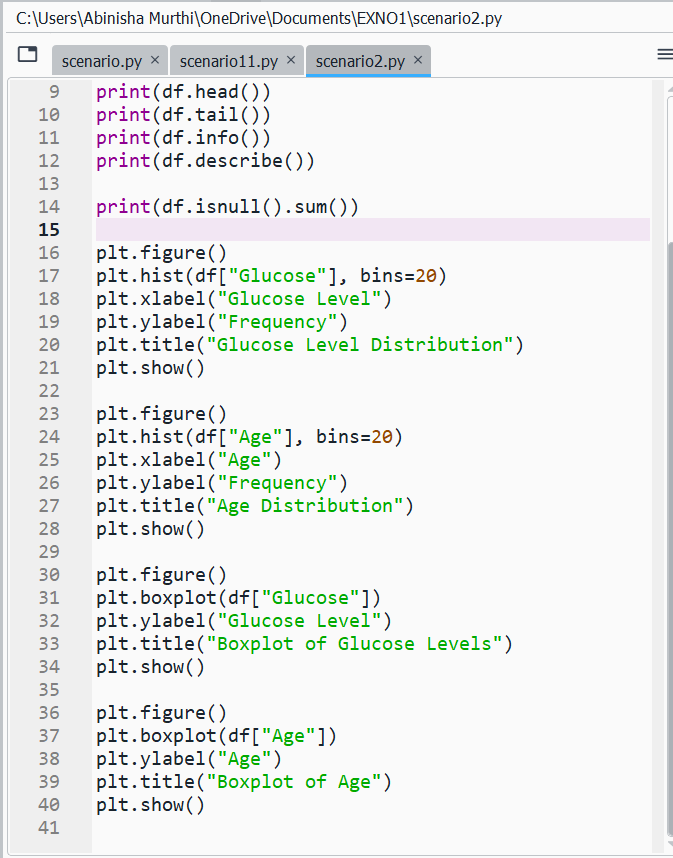 C:\Users\Abinisha Murthi\OneDrive\Documents\EXNO1\scenario2.py
scenario.py × scenario11.py × scenario2.py ×
9 print(df.head())
10 print(df.tail())
11 print(df.info())
12 print(df.describe())
13
14 print(df.isnull().sum())
15
16 plt.figure()
17 plt.hist(df["Glucose"], bins=20)
18 plt.xlabel("Glucose Level")
19 plt.ylabel("Frequency")
20 plt.title("Glucose Level Distribution")
21 plt.show()
22
23 plt.figure()
24 plt.hist(df["Age"], bins=20)
25 plt.xlabel("Age")
26 plt.ylabel("Frequency")
27 plt.title("Age Distribution")
28 plt.show()
29
30 plt.figure()
31 plt.boxplot(df["Glucose"])
32 plt.ylabel("Glucose Level")
33 plt.title("Boxplot of Glucose Levels")
34 plt.show()
35
36 plt.figure()
37 plt.boxplot(df["Age"])
38 plt.ylabel("Age")
39 plt.title("Boxplot of Age")
40 plt.show()
41